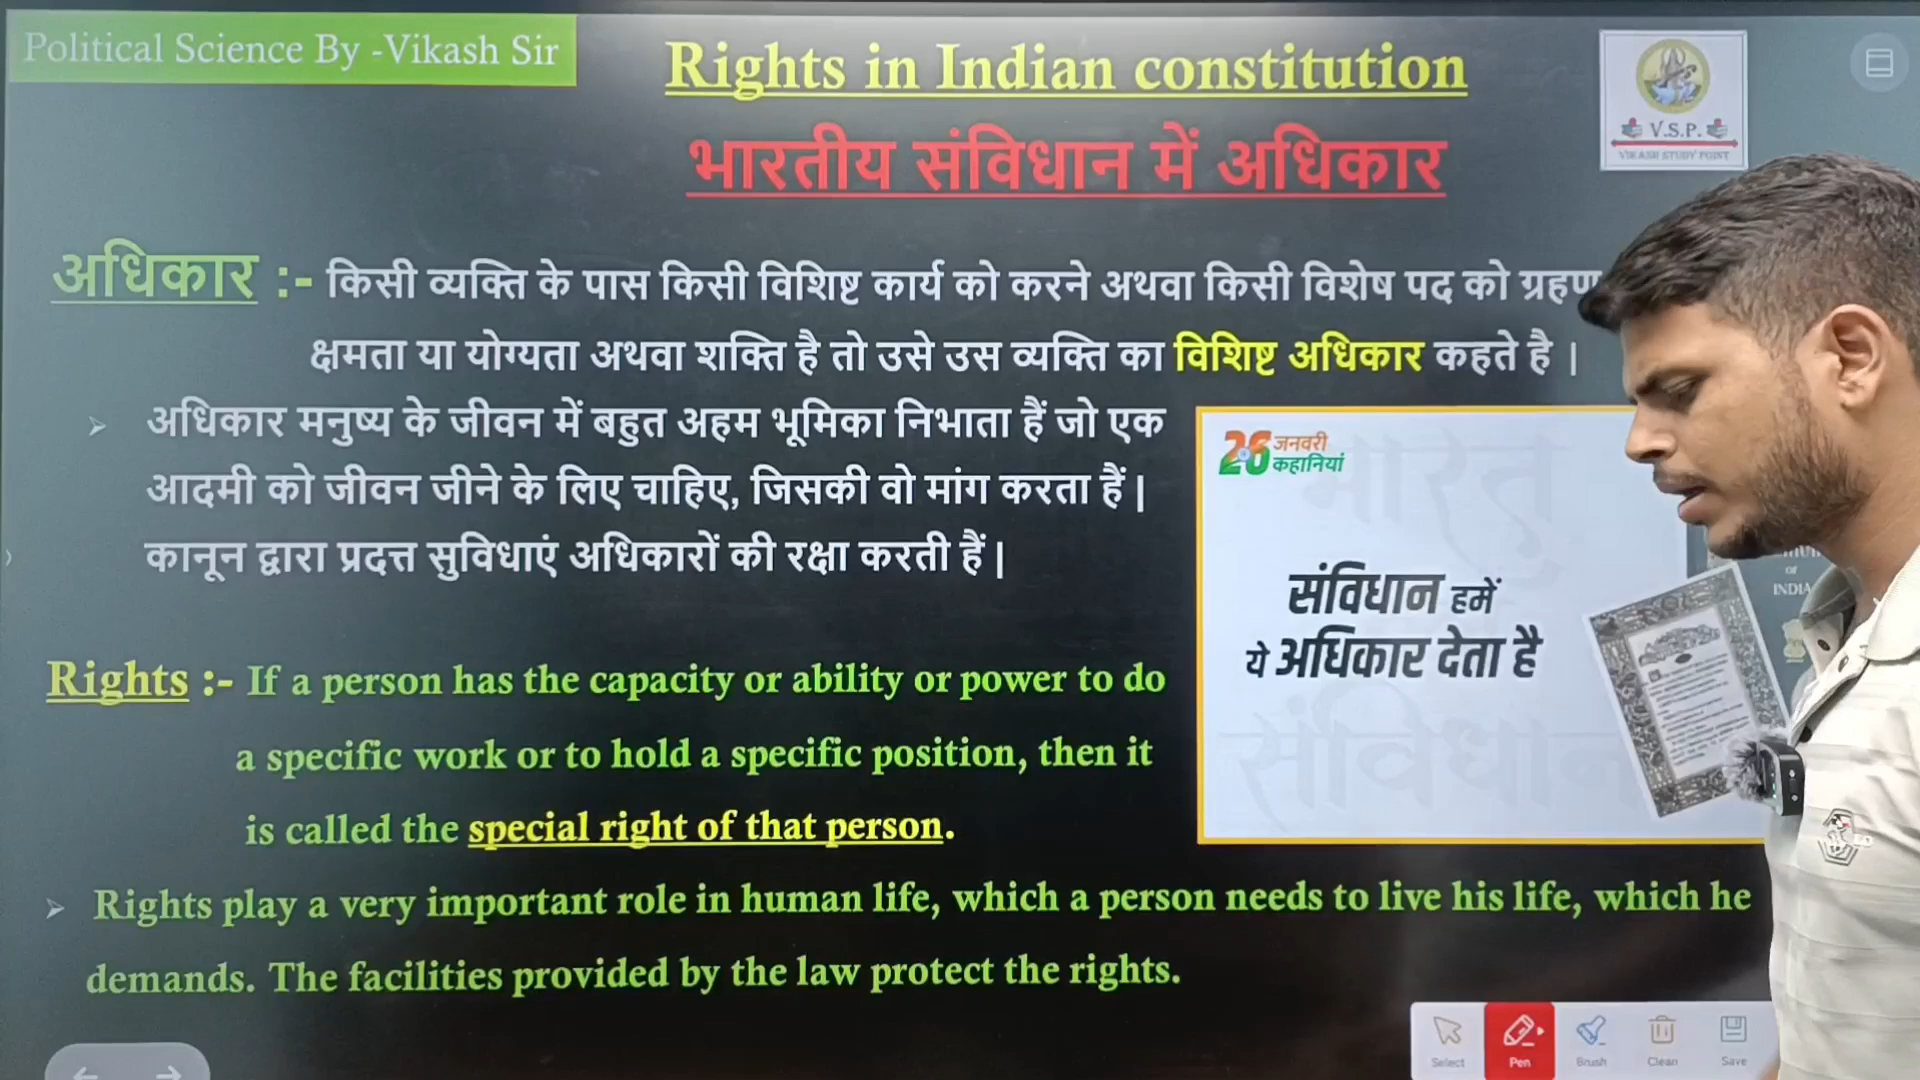 Political Science By -Vikash Sir
Rights in Indian constitution
V.S.P.
VIKASH STUDY POINT
भारतीय संविधान में अधिकार
अधिकार :- किसी व्यक्ति के पास किसी विशिष्ट कार्य को करने अथवा किसी विशेष पद को ग्रहण
क्षमता या योग्यता अथवा शक्ति है तो उसे उस व्यक्ति का विशिष्ट अधिकार कहते है |
अधिकार मनुष्य के जीवन में बहुत अहम भूमिका निभाता हैं जो एक
आदमी को जीवन जीने के लिए चाहिए, जिसकी वो मांग करता हैं |
कानून द्वारा प्रदत्त सुविधाएं अधिकारों की रक्षा करती हैं |
26 जनवरी
कहानियां
भारत
संविधान हमें
ये अधिकार देता है
संविधान
OF
INDIA
Rights :- If a person has the capacity or ability or power to do
a specific work or to hold a specific position, then it
is called the special right of that person.
Rights play a very important role in human life, which a person needs to live his life, which he
demands. The facilities provided by the law protect the rights.
Select
Pen
Brush
Clean
Save